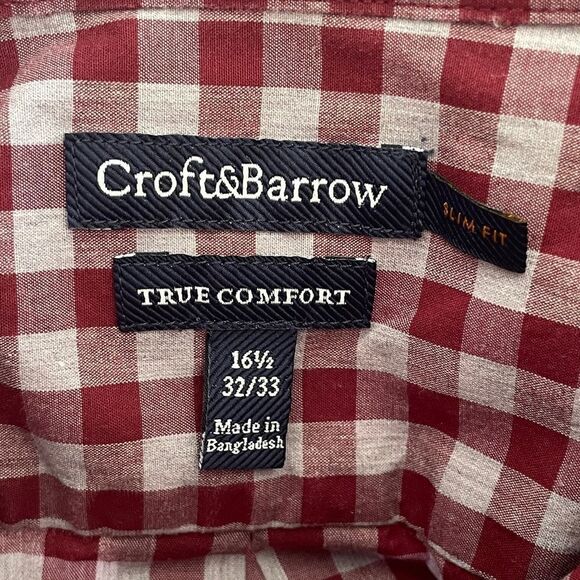 Croft&Barrow
SLIM FIT
TRUE COMFORT
16½
32/33
Made in
Bangladesh